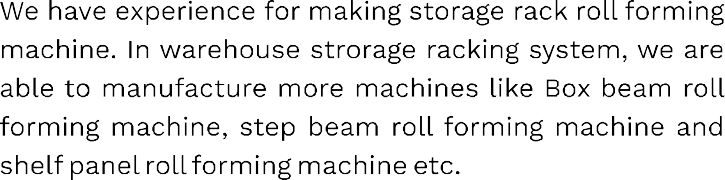 We have experience for making storage rack roll forming
machine. In warehouse strorage racking system, we are
able to manufacture more machines like Box beam roll
forming machine, step beam roll forming machine and
shelf panel roll forming machine etc.